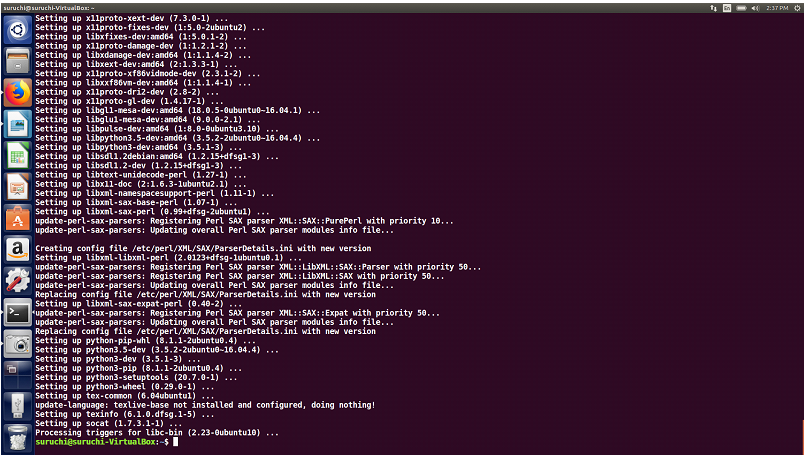 suruchi@suruchi-VirtualBox: ~
En
2:37 PM
Setting up x11proto-xext-dev (7.3.0-1) ...
Setting up x11proto-fixes-dev (1:5.0-2ubuntu2) ...
Setting up libxfixes-dev:amd64 (1:5.0.1-2) ...
Setting up x11proto-damage-dev (1:1.2.1-2) ...
Setting up libxdamage-dev:amd64 (1:1.1.4-2) ...
Setting up libxext-dev:amd64 (2:1.3.3-1) ...
Setting up x11proto-xf86vidmode-dev (2.3.1-2) ...
Setting up libxxf86vm-dev:amd64 (1:1.1.4-1) ...
Setting up x11proto-dri2-dev (2.8-2) ...
Setting up x11proto-gl-dev (1.4.17-1) ...
Setting up libgl1-mesa-dev:amd64 (18.0.5-0ubuntu0~16.04.1) ...
Setting up libglu1-mesa-dev:amd64 (9.0.0-2.1) ...
Setting up libpulse-dev:amd64 (1:8.0-0ubuntu3.10) ...
Setting up libpython3.5-dev:amd64 (3.5.2-2ubuntu0~16.04.4) ...
Setting up libpython3-dev:amd64 (3.5.1-3) ...
Setting up libsdl1.2debian:amd64 (1.2.15+dfsg1-3) ...
Setting up libsdl1.2-dev (1.2.15+dfsg1-3) ...
Setting up libtext-unidecode-perl (1.27-1) ...
Setting up libx11-doc (2:1.6.3-1ubuntu2.1) ...
Setting up libxml-namespacesupport-perl (1.11-1) ...
Setting up libxml-sax-base-perl (1.07-1) ...
Setting up libxml-sax-perl (0.99+dfsg-2ubuntu1) ...
update-perl-sax-parsers: Registering Perl SAX parser XML::SAX::PurePerl with priority 10...
update-perl-sax-parsers: Updating overall Perl SAX parser modules info file...
Creating config file /etc/perl/XML/SAX/ParserDetails.ini with new version
Setting up libxml-libxml-perl (2.0123+dfsg-1ubuntu0.1) ...
update-perl-sax-parsers: Registering Perl SAX parser XML::LibXML::SAX::Parser with priority 50...
update-perl-sax-parsers: Registering Perl SAX parser XML::LibXML::SAX with priority 50...
update-perl-sax-parsers: Updating overall Perl SAX parser modules info file...
Replacing config file /etc/perl/XML/SAX/ParserDetails.ini with new version
Setting up libxml-sax-expat-perl (0.40-2) ...
update-perl-sax-parsers: Registering Perl SAX parser XML::SAX::Expat with priority 50...
update-perl-sax-parsers: Updating overall Perl SAX parser modules info file...
Replacing config file /etc/perl/XML/SAX/ParserDetails.ini with new version
Setting up python-pip-whl (8.1.1-2ubuntu0.4) ...
Setting up python3.5-dev (3.5.2-2ubuntu0~16.04.4) ...
Setting up python3-dev (3.5.1-3) ...
Setting up python3-pip (8.1.1-2ubuntu0.4) ...
Setting up python3-setuptools (20.7.0-1) ...
Setting up python3-wheel (0.29.0-1) ...
Setting up tex-common (6.04ubuntu1) ...
update-language: texlive-base not installed and configured, doing nothing!
Setting up texinfo (6.1.0.dfsg.1-5) ...
Setting up socat (1.7.3.1-1) ...
Processing triggers for libc-bin (2.23-0ubuntu10) ...
suruchi@suruchi-VirtualBox:~$